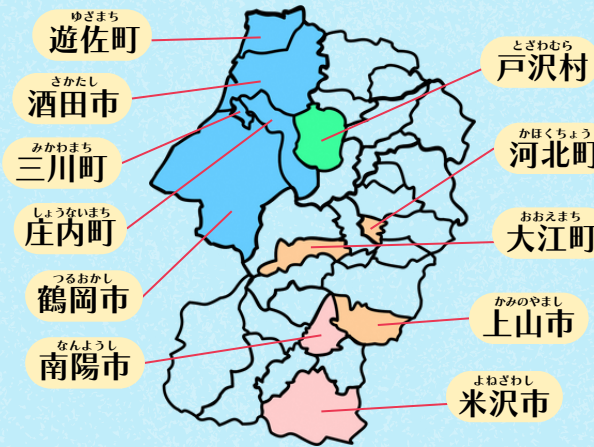 ゆざまち
遊佐町
さかたし
酒田市
みかわまち
三川町
しょうないまち
庄内町
つるおかし
鶴岡市
なんようし
南陽市
とざわむら
戸沢村
かほくちょう
河北町
おおえまち
大江町
かみのやまし
上山市
よねざわし
米沢市